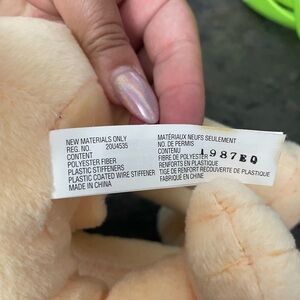 NEW MATERIALS ONLY
REG. NO. 20U4535
CONTENT
POLYESTER FIBER
PLASTIC STIFFENERS
PLASTIC COATED WIRE STIFFENER
MADE IN CHINA
MATÉRIAUX NEUFS SEULEMENT
NO. DE PERMIS
CONTENU
FIBRE DE POLYESTER
1987EQ
RENFORTS EN PLASTIQUE
TIGE DE RENFORT RECOUVERTE DE PLASTIQUE
FABRIQUÉ EN CHINE